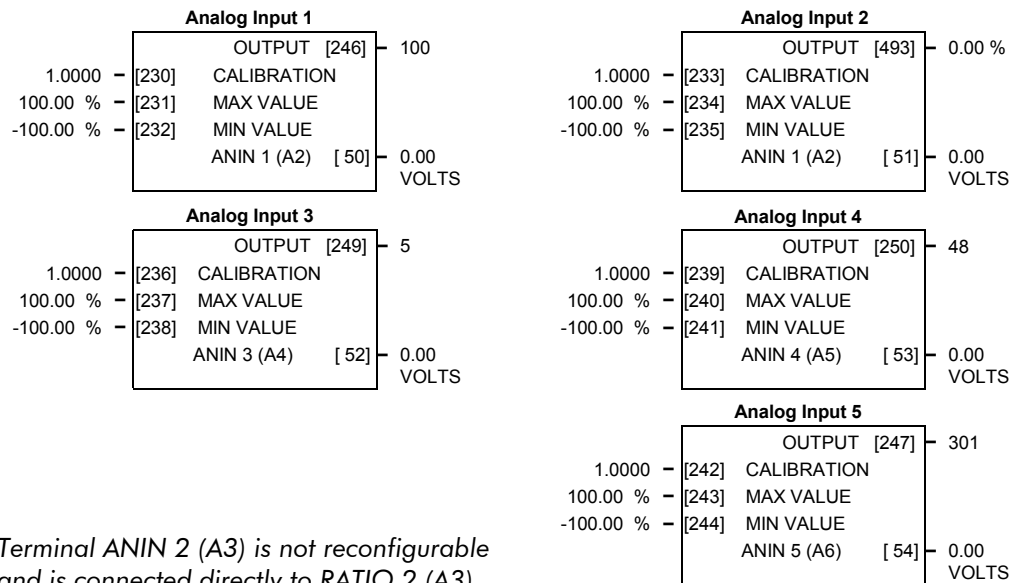 Analog Input 1
OUTPUT [246] – 100
1.0000 – [230] CALIBRATION
100.00 % – [231] MAX VALUE
-100.00 % – [232] MIN VALUE
ANIN 1 (A2) [ 50] – 0.00
VOLTS
Analog Input 2
OUTPUT [493] – 0.00 %
1.0000 – [233] CALIBRATION
100.00 % – [234] MAX VALUE
-100.00 % – [235] MIN VALUE
ANIN 1 (A2) [ 51] – 0.00
VOLTS
Analog Input 3
OUTPUT [249] – 5
1.0000 – [236] CALIBRATION
100.00 % – [237] MAX VALUE
-100.00 % – [238] MIN VALUE
ANIN 3 (A4) [ 52] – 0.00
VOLTS
Analog Input 4
OUTPUT [250] – 48
1.0000 – [239] CALIBRATION
100.00 % – [240] MAX VALUE
-100.00 % – [241] MIN VALUE
ANIN 4 (A5) [ 53] – 0.00
VOLTS
Analog Input 5
OUTPUT [247] – 301
1.0000 – [242] CALIBRATION
100.00 % – [243] MAX VALUE
-100.00 % – [244] MIN VALUE
ANIN 5 (A6) [ 54] – 0.00
VOLTS
Terminal ANIN 2 (A3) is not reconfigurable
and is connected directly to RATIO 2 (A3)